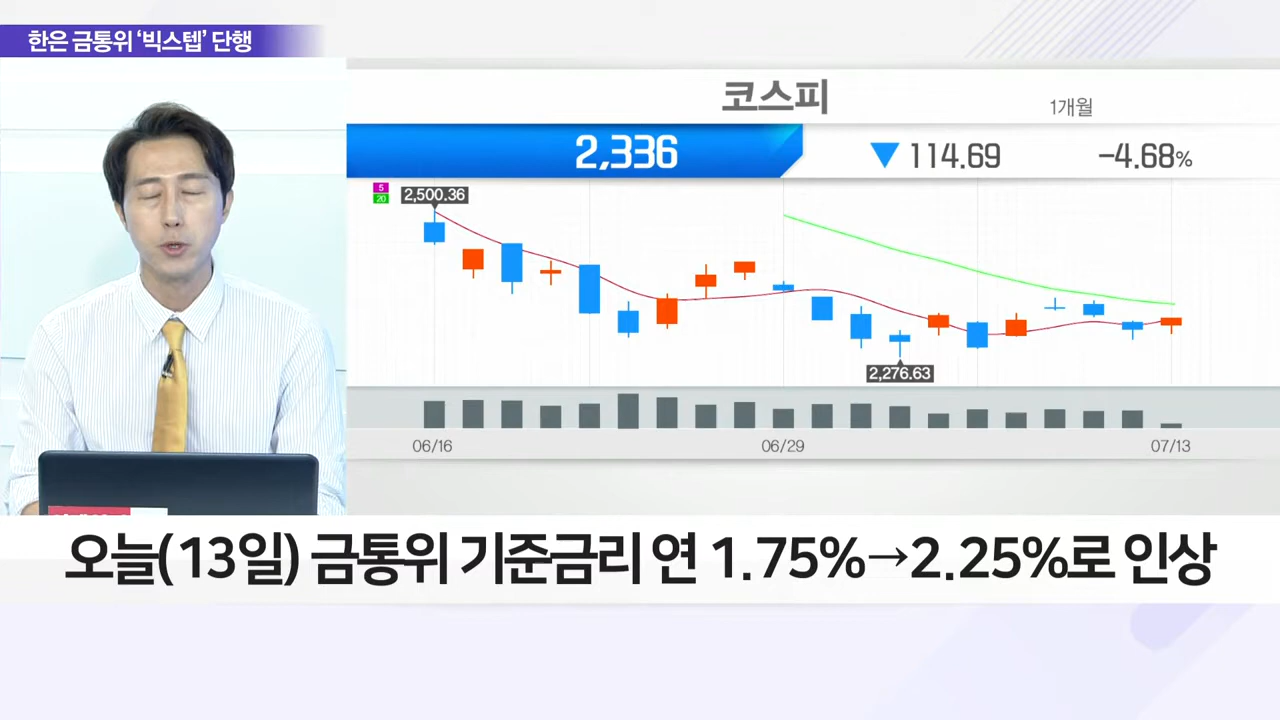 한은 금통위 ‘빅스텝’ 단행
코스피
1개월
2,336
▼ 114.69
-4.68%
5
20
2,500.36
2,276.63
06/16
06/29
07/13
오늘(13일) 금통위 기준금리 연 1.75%→2.25%로 인상